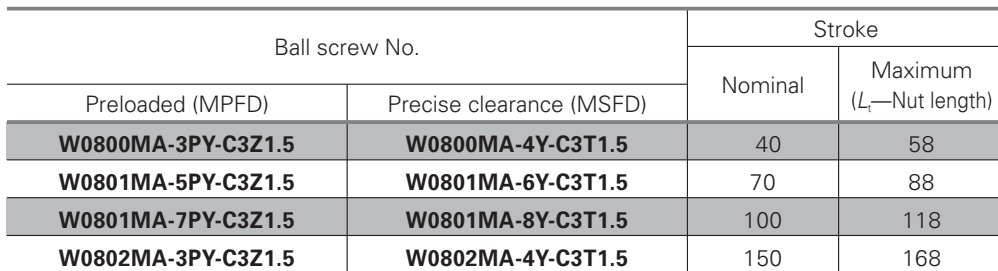 Ball screw No. Stroke
Nominal Maximum
(Lt—Nut length)
Preloaded (MPFD) Precise clearance (MSFD)
W0800MA-3PY-C3Z1.5 W0800MA-4Y-C3T1.5 40 58
W0801MA-5PY-C3Z1.5 W0801MA-6Y-C3T1.5 70 88
W0801MA-7PY-C3Z1.5 W0801MA-8Y-C3T1.5 100 118
W0802MA-3PY-C3Z1.5 W0802MA-4Y-C3T1.5 150 168